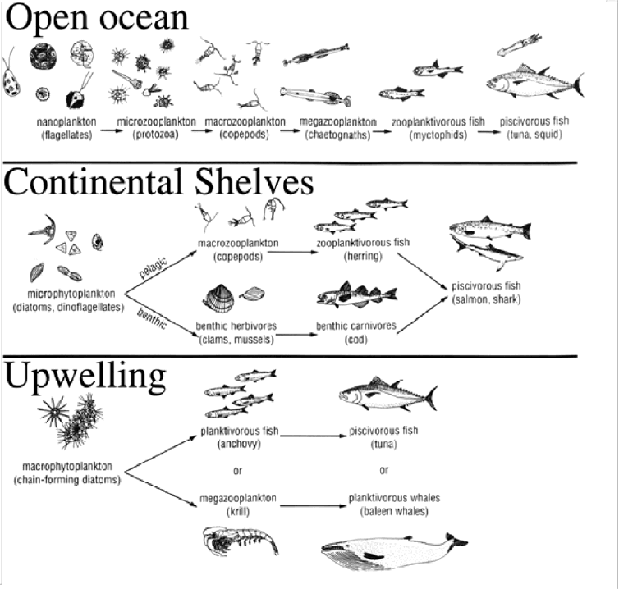 Open ocean
nanoplankton microzooplankton macrozooplankton megazooplankton zooplanktivorous fish piscivorous fish
(flagellates) (protozoa) (copepods) (chaetognaths) (myctophids) (tuna, squid)
Continental Shelves
macrozooplankton zooplanktivorous fish
(copepods) (herring)
pelagic
microphytoplankton piscivorous fish
(diatoms, dinoflagellates) (salmon, shark)
benthic
benthic herbivores benthic carnivores
(clams, mussels) (cod)
Upwelling
planktivorous fish piscivorous fish
(anchovy) (tuna)
macrophytoplankton or or
(chain-forming diatoms)
megazooplankton planktivorous whales
(krill) (baleen whales)